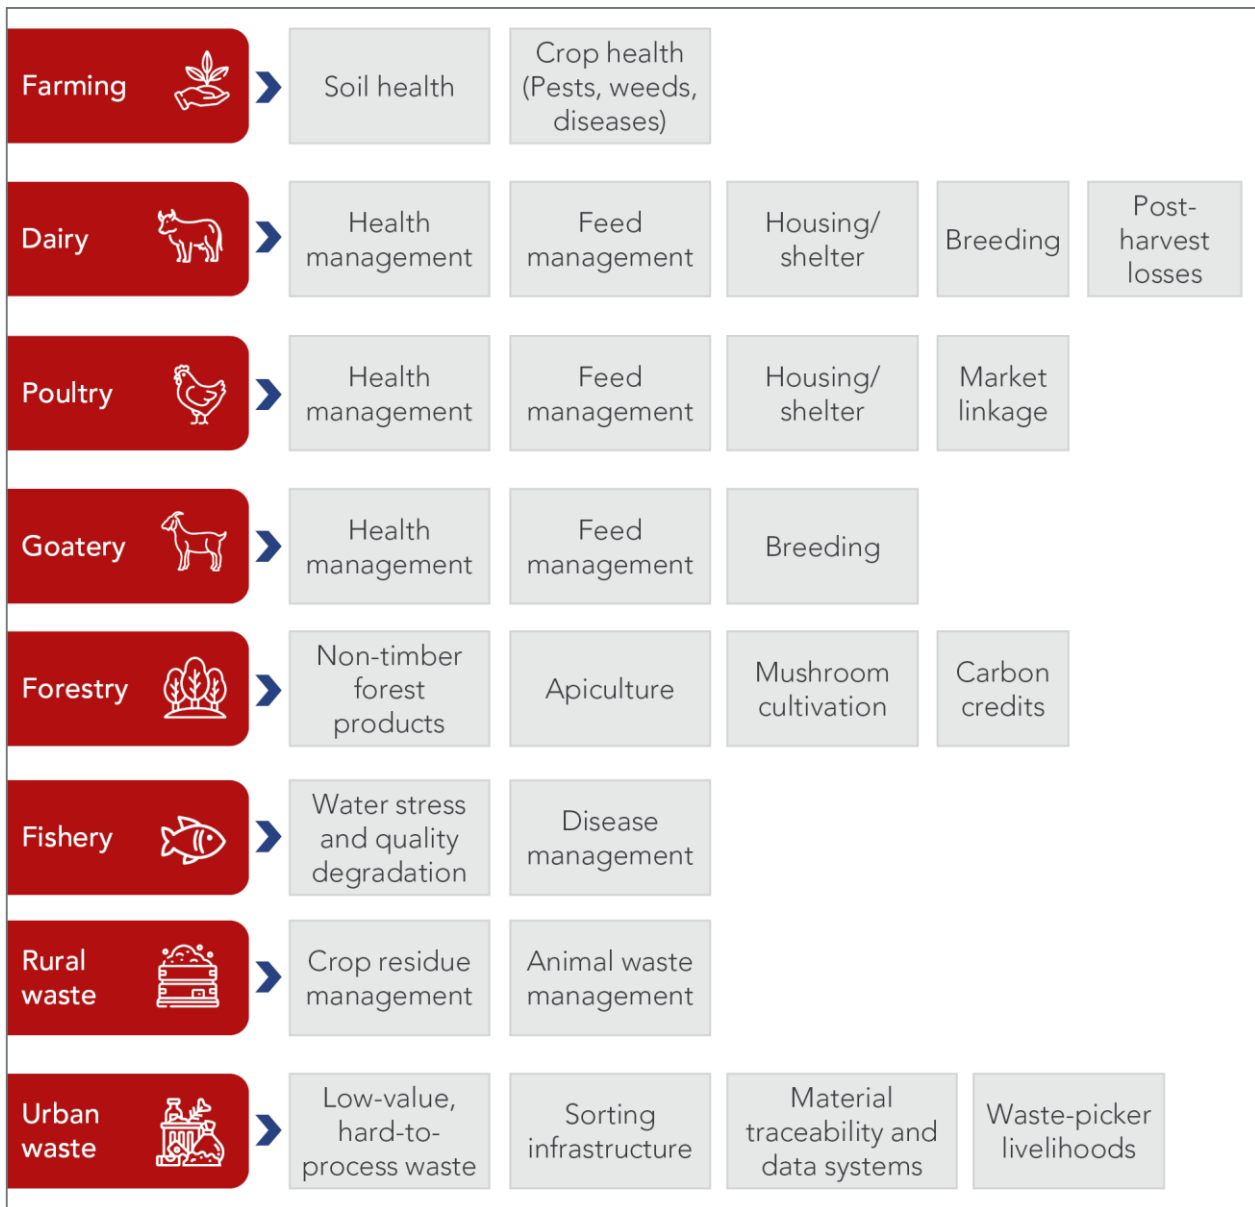 Farming
Soil health
Crop health
(Pests, weeds,
diseases)
Dairy
Health
management
Feed
management
Housing/
shelter
Breeding
Post-
harvest
losses
Poultry
Health
management
Feed
management
Housing/
shelter
Market
linkage
Goatery
Health
management
Feed
management
Breeding
Forestry
Non-timber
forest
products
Apiculture
Mushroom
cultivation
Carbon
credits
Fishery
Water stress
and quality
degradation
Disease
management
Rural
waste
Crop residue
management
Animal waste
management
Urban
waste
Low-value,
hard-to-
process waste
Sorting
infrastructure
Material
traceability and
data systems
Waste-picker
livelihoods